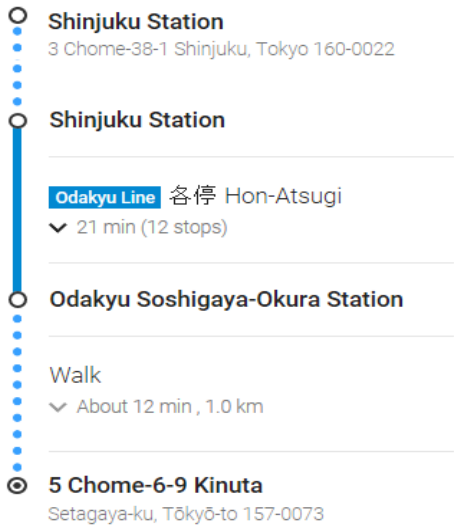 Shinjuku Station
3 Chome-38-1 Shinjuku, Tokyo 160-0022
Shinjuku Station
Odakyu Line 各停 Hon-Atsugi
21 min (12 stops)
Odakyu Soshigaya-Okura Station
Walk
About 12 min , 1.0 km
5 Chome-6-9 Kinuta
Setagaya-ku, Tōkyō-to 157-0073